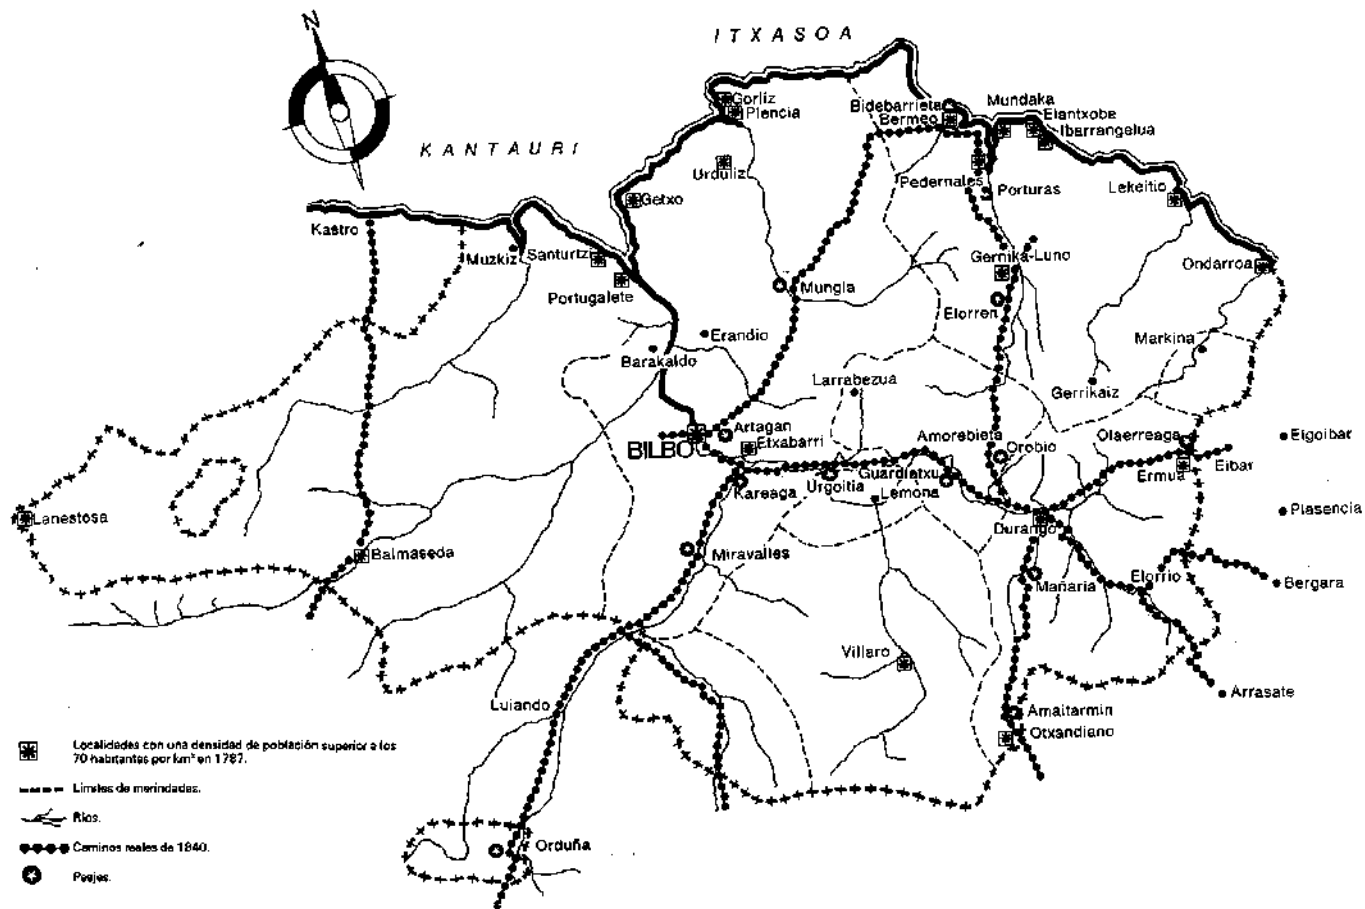 N
ITXASOA
KANTAURI
Gorliz
Plencia
Bidebarrieta
Bermeo
Mundaka
Elantxobe
Ibarrangelua
Urduliz
Pedernales
Porturas
Lekeitio
Getxo
Kastro
Muzkiz
Santurtzi
Portugalete
Gernika-Luno
Ondarroa
Mungia
Elorren
Erandio
Barakaldo
Markina
Larrabezua
Gerrikaiz
Artagan
Etxabarri
BILBO
Amorebieta
Orobio
Olaerreaga
Eigoibar
Kareaga
Urgoitia
Guardiatxu
Lemona
Ermua
Eibar
Lanestosa
Durango
Plasencia
Balmaseda
Miravalles
Mañaria
Elorrio
Bergara
Villaro
Arrasate
Luiando
Amaitarmin
Otxandiano
Orduña
Localidades con una densidad de población superior a los
70 habitantes por km² en 1787.
Límites de merindades.
Ríos.
Caminos reales de 1840.
Peajes.